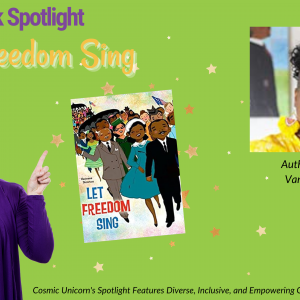 k Spotlight
eedom Sing
LET
FREEDOM
SING
Auth
Van
Cosmic Unicorn's Spotlight Features Diverse, Inclusive, and Empowering C